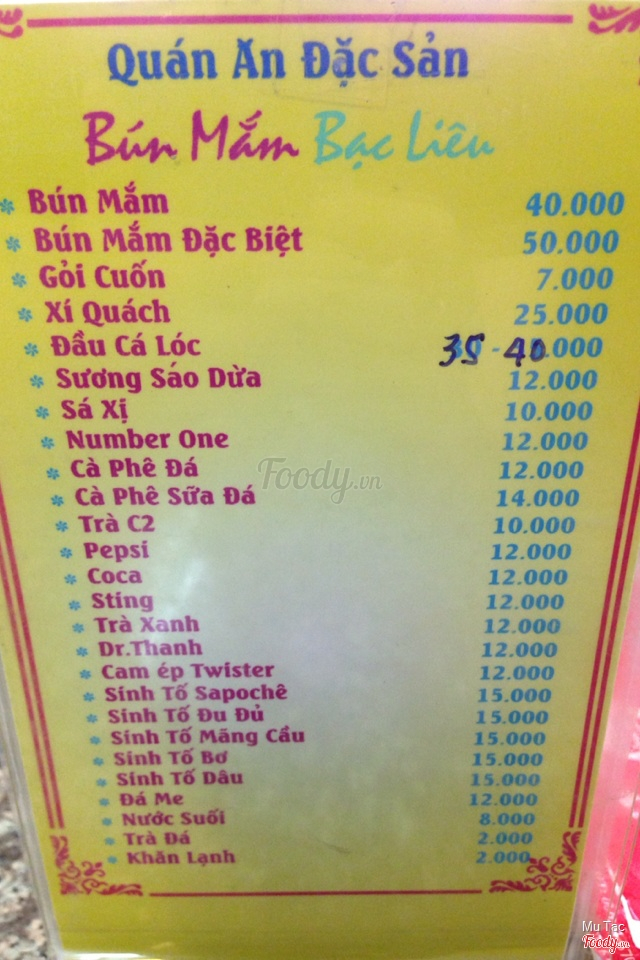 Quán Ăn Đặc Sản
Bún Mắm Bạc Liêu
Bún Mắm 40.000
Bún Mắm Đặc Biệt 50.000
Gỏi Cuốn 7.000
Xí Quách 25.000
Đầu Cá Lóc 35 - 40.000
Sương Sáo Dừa 12.000
Sá Xị 10.000
Number One 12.000
Cà Phê Đá 12.000
Cà Phê Sữa Đá 14.000
Trà C2 10.000
Pepsi 12.000
Coca 12.000
Sting 12.000
Trà Xanh 12.000
Dr.Thanh 12.000
Cam ép Twister 12.000
Sinh Tố Sapochê 15.000
Sinh Tố Đu Đủ 15.000
Sinh Tố Măng Cầu 15.000
Sinh Tố Bơ 15.000
Sinh Tố Dâu 15.000
Đá Me 12.000
Nước Suối 8.000
Trà Đá 2.000
Khăn Lạnh 2.000
Foody.vn
Mu Tac
Foody.vn